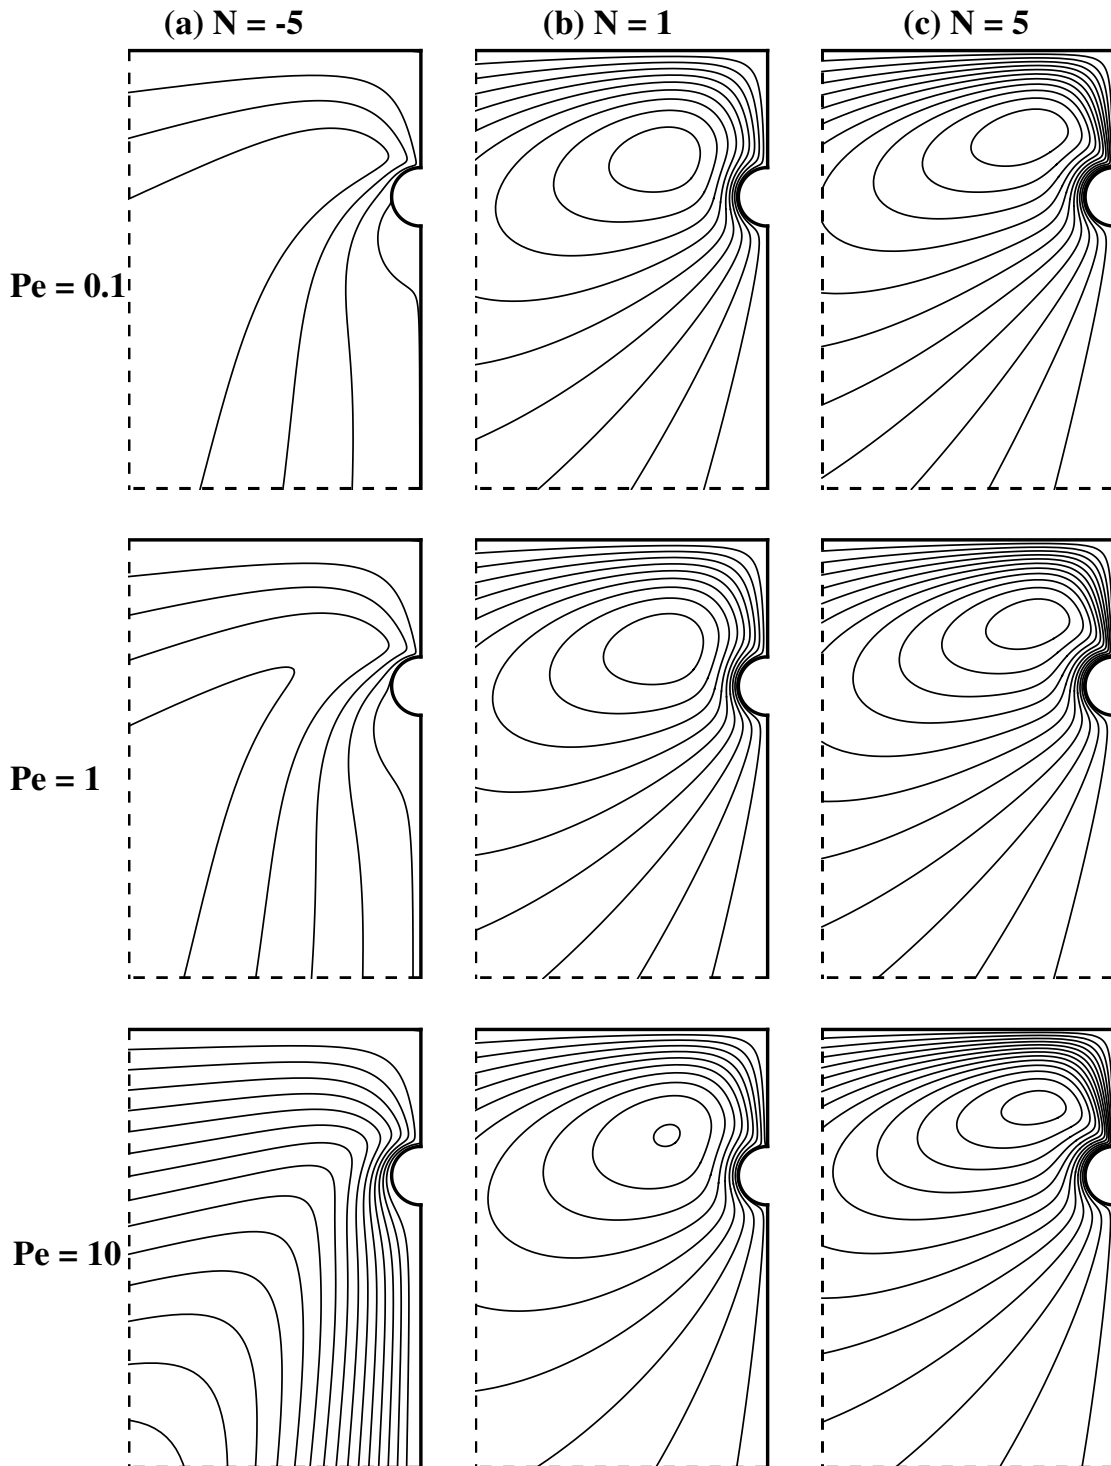 (a) N = -5
(b) N = 1
(c) N = 5
Pe = 0.1
Pe = 1
Pe = 10